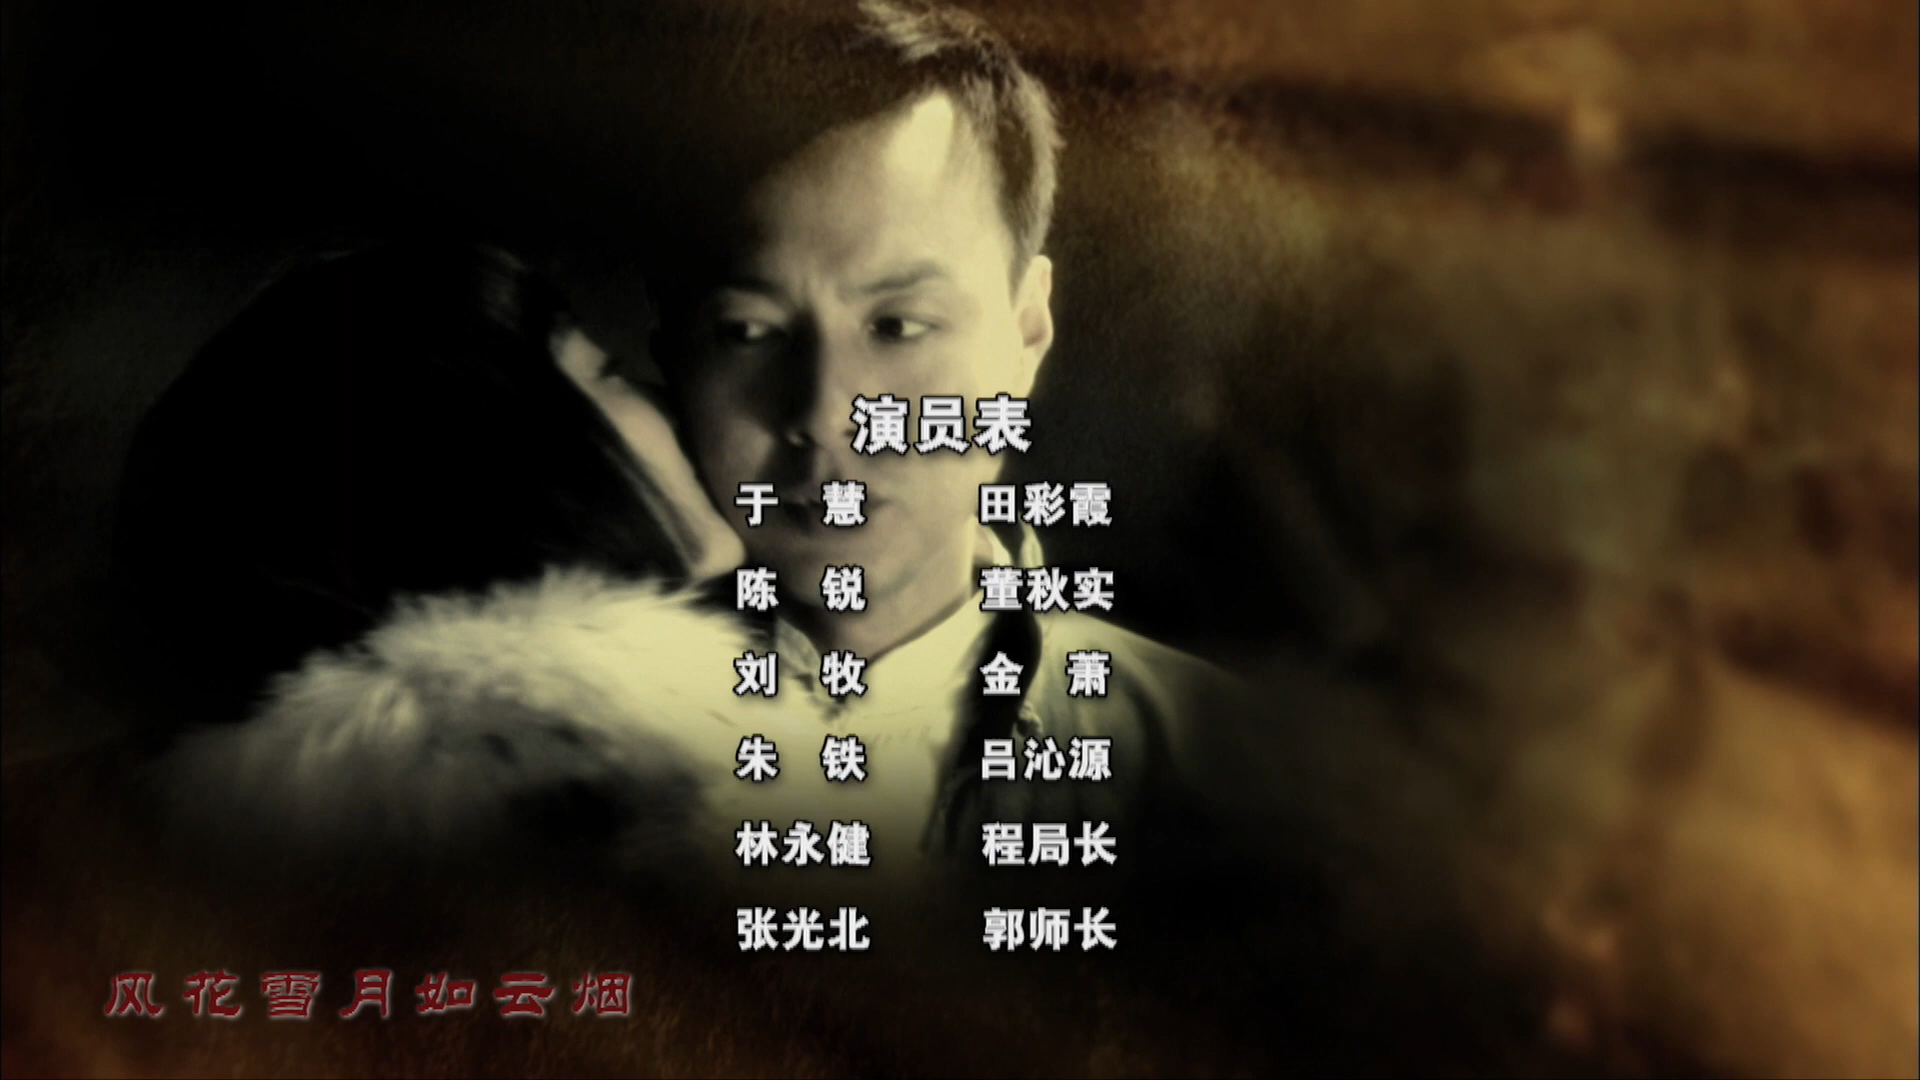 演员表
于　慧　田彩霞
陈　锐　董秋实
刘　牧　金　萧
朱　铁　吕沁源
林永健　程局长
张光北　郭师长
风花雪月如云烟